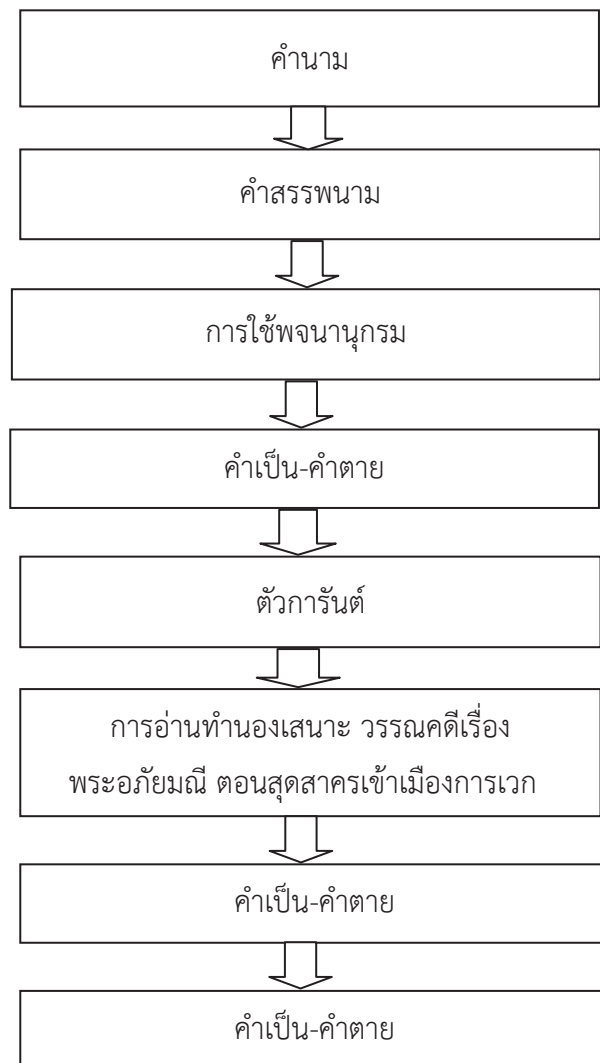 คำนาม
คำสรรพนาม
การใช้พจนานุกรม
คำเป็น-คำตาย
ตัวการันต์
การอ่านทำนองเสนาะ วรรณคดีเรื่อง
พระอภัยมณี ตอนสุดสาครเข้าเมืองการเวก
คำเป็น-คำตาย
คำเป็น-คำตาย